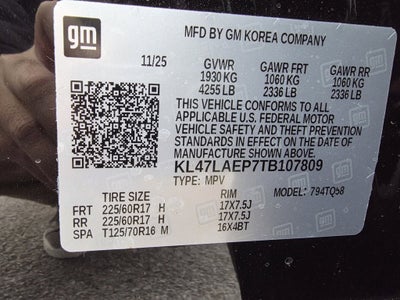 gm
MFD BY GM KOREA COMPANY
11/25 GVWR GAWR FRT GAWR RR
1930 KG 1060 KG 1060 KG
4255 LB 2336 LB 2336 LB
THIS VEHICLE CONFORMS TO ALL
APPLICABLE U.S. FEDERAL MOTOR
VEHICLE SAFETY AND THEFT PREVENTION
STANDARDS IN EFFECT ON THE DATE OF
MANUFACTURE SHOWN ABOVE.
KL47LAEP7TB107809
TYPE: MPV MODEL: 794TQ58
TIRE SIZE RIM
FRT 225/60R17 H 17X7.5J
RR 225/60R17 H 17X7.5J
SPA T125/70R16 M 16X4BT